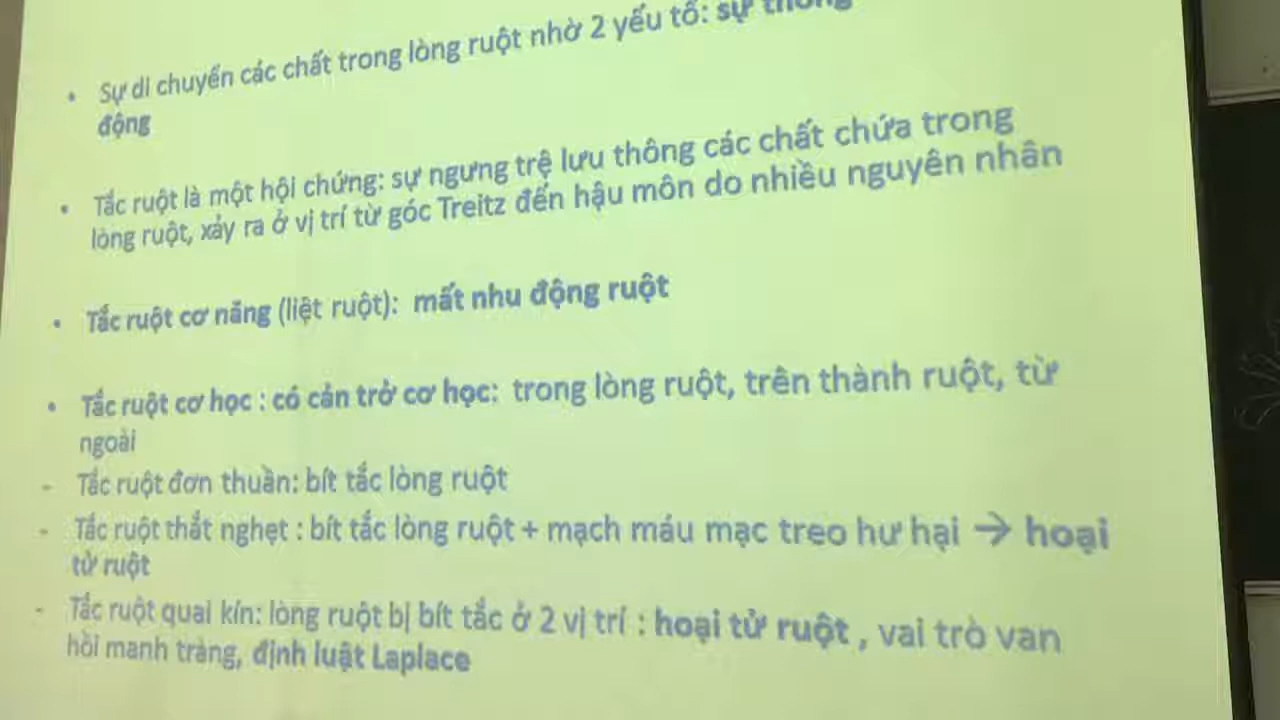 • Sự di chuyển các chất trong lòng ruột nhờ 2 yếu tố: sự thông
động
• Tắc ruột là một hội chứng: sự ngưng trệ lưu thông các chất chứa trong
lòng ruột, xảy ra ở vị trí từ góc Treitz đến hậu môn do nhiều nguyên nhân
• Tắc ruột cơ năng (liệt ruột): mất nhu động ruột
• Tắc ruột cơ học : có cản trở cơ học: trong lòng ruột, trên thành ruột, từ
ngoài
- Tắc ruột đơn thuần: bít tắc lòng ruột
- Tắc ruột thắt nghẹt : bít tắc lòng ruột + mạch máu mạc treo hư hại → hoại
tử ruột
- Tắc ruột quai kín: lòng ruột bị bít tắc ở 2 vị trí : hoại tử ruột , vai trò van
hồi manh tràng, định luật Laplace